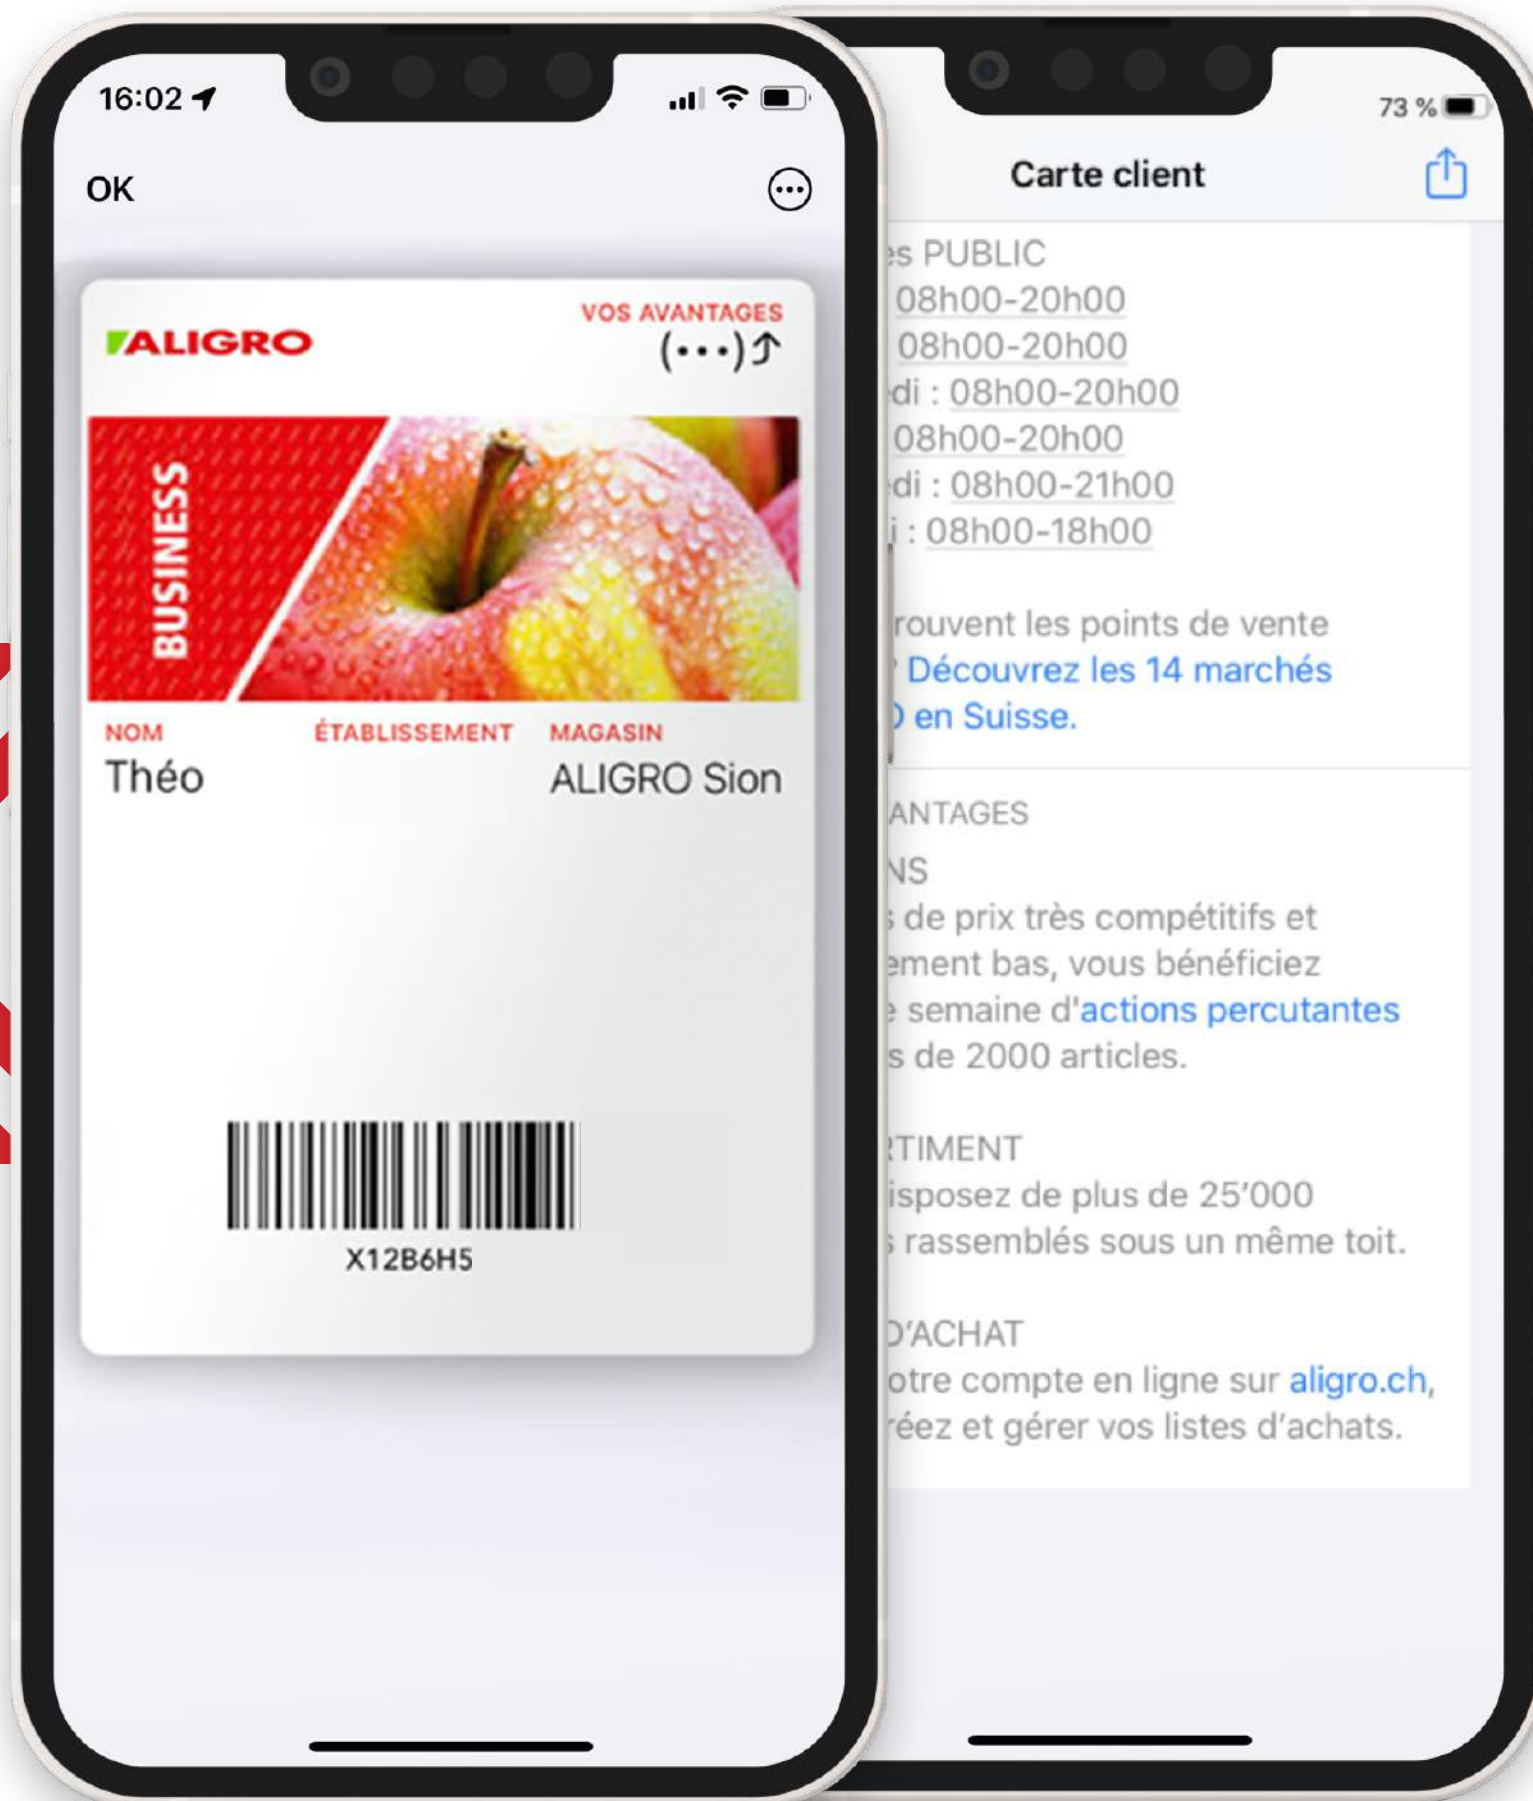 16:02
OK
ALIGRO
VOS AVANTAGES
(•••)
BUSINESS
NOM
ÉTABLISSEMENT
MAGASIN
Théo
ALIGRO Sion
X12B6H5
73 %
Carte client
PUBLIC
08h00-20h00
08h00-20h00
di : 08h00-20h00
08h00-20h00
di : 08h00-21h00
i : 08h00-18h00
rouvent les points de vente
Découvrez les 14 marchés
en Suisse.
ANTAGES
NS
de prix très compétitifs et
ement bas, vous bénéficiez
semaine d'actions percutantes
s de 2000 articles.
TIMENT
isposez de plus de 25'000
rassemblés sous un même toit.
D'ACHAT
otre compte en ligne sur aligro.ch,
réez et gérer vos listes d'achats.